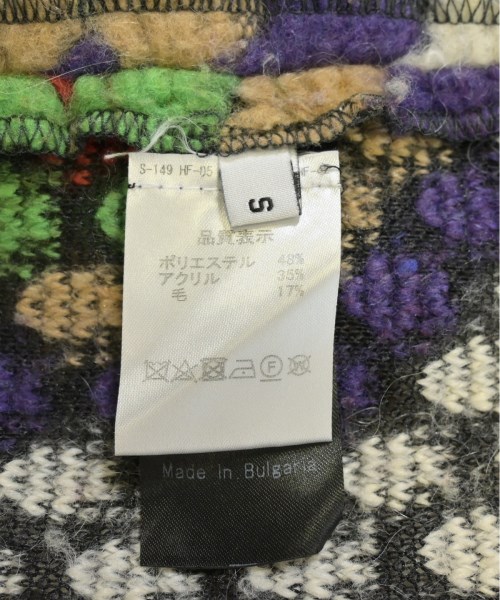 S-149 HF-05
S
品質表示
ポリエステル 48%
アクリル 35%
毛 17%
Made in Bulgaria